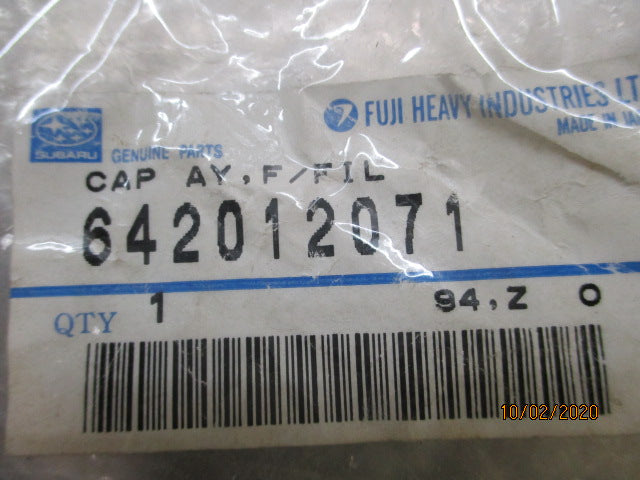 FUJI HEAVY INDUSTRIES LT
MADE IN JA
SUBARU
GENUINE PARTS
CAP AY,F/FIL
642012071
QTY 1 94,Z 0
10/02/2020